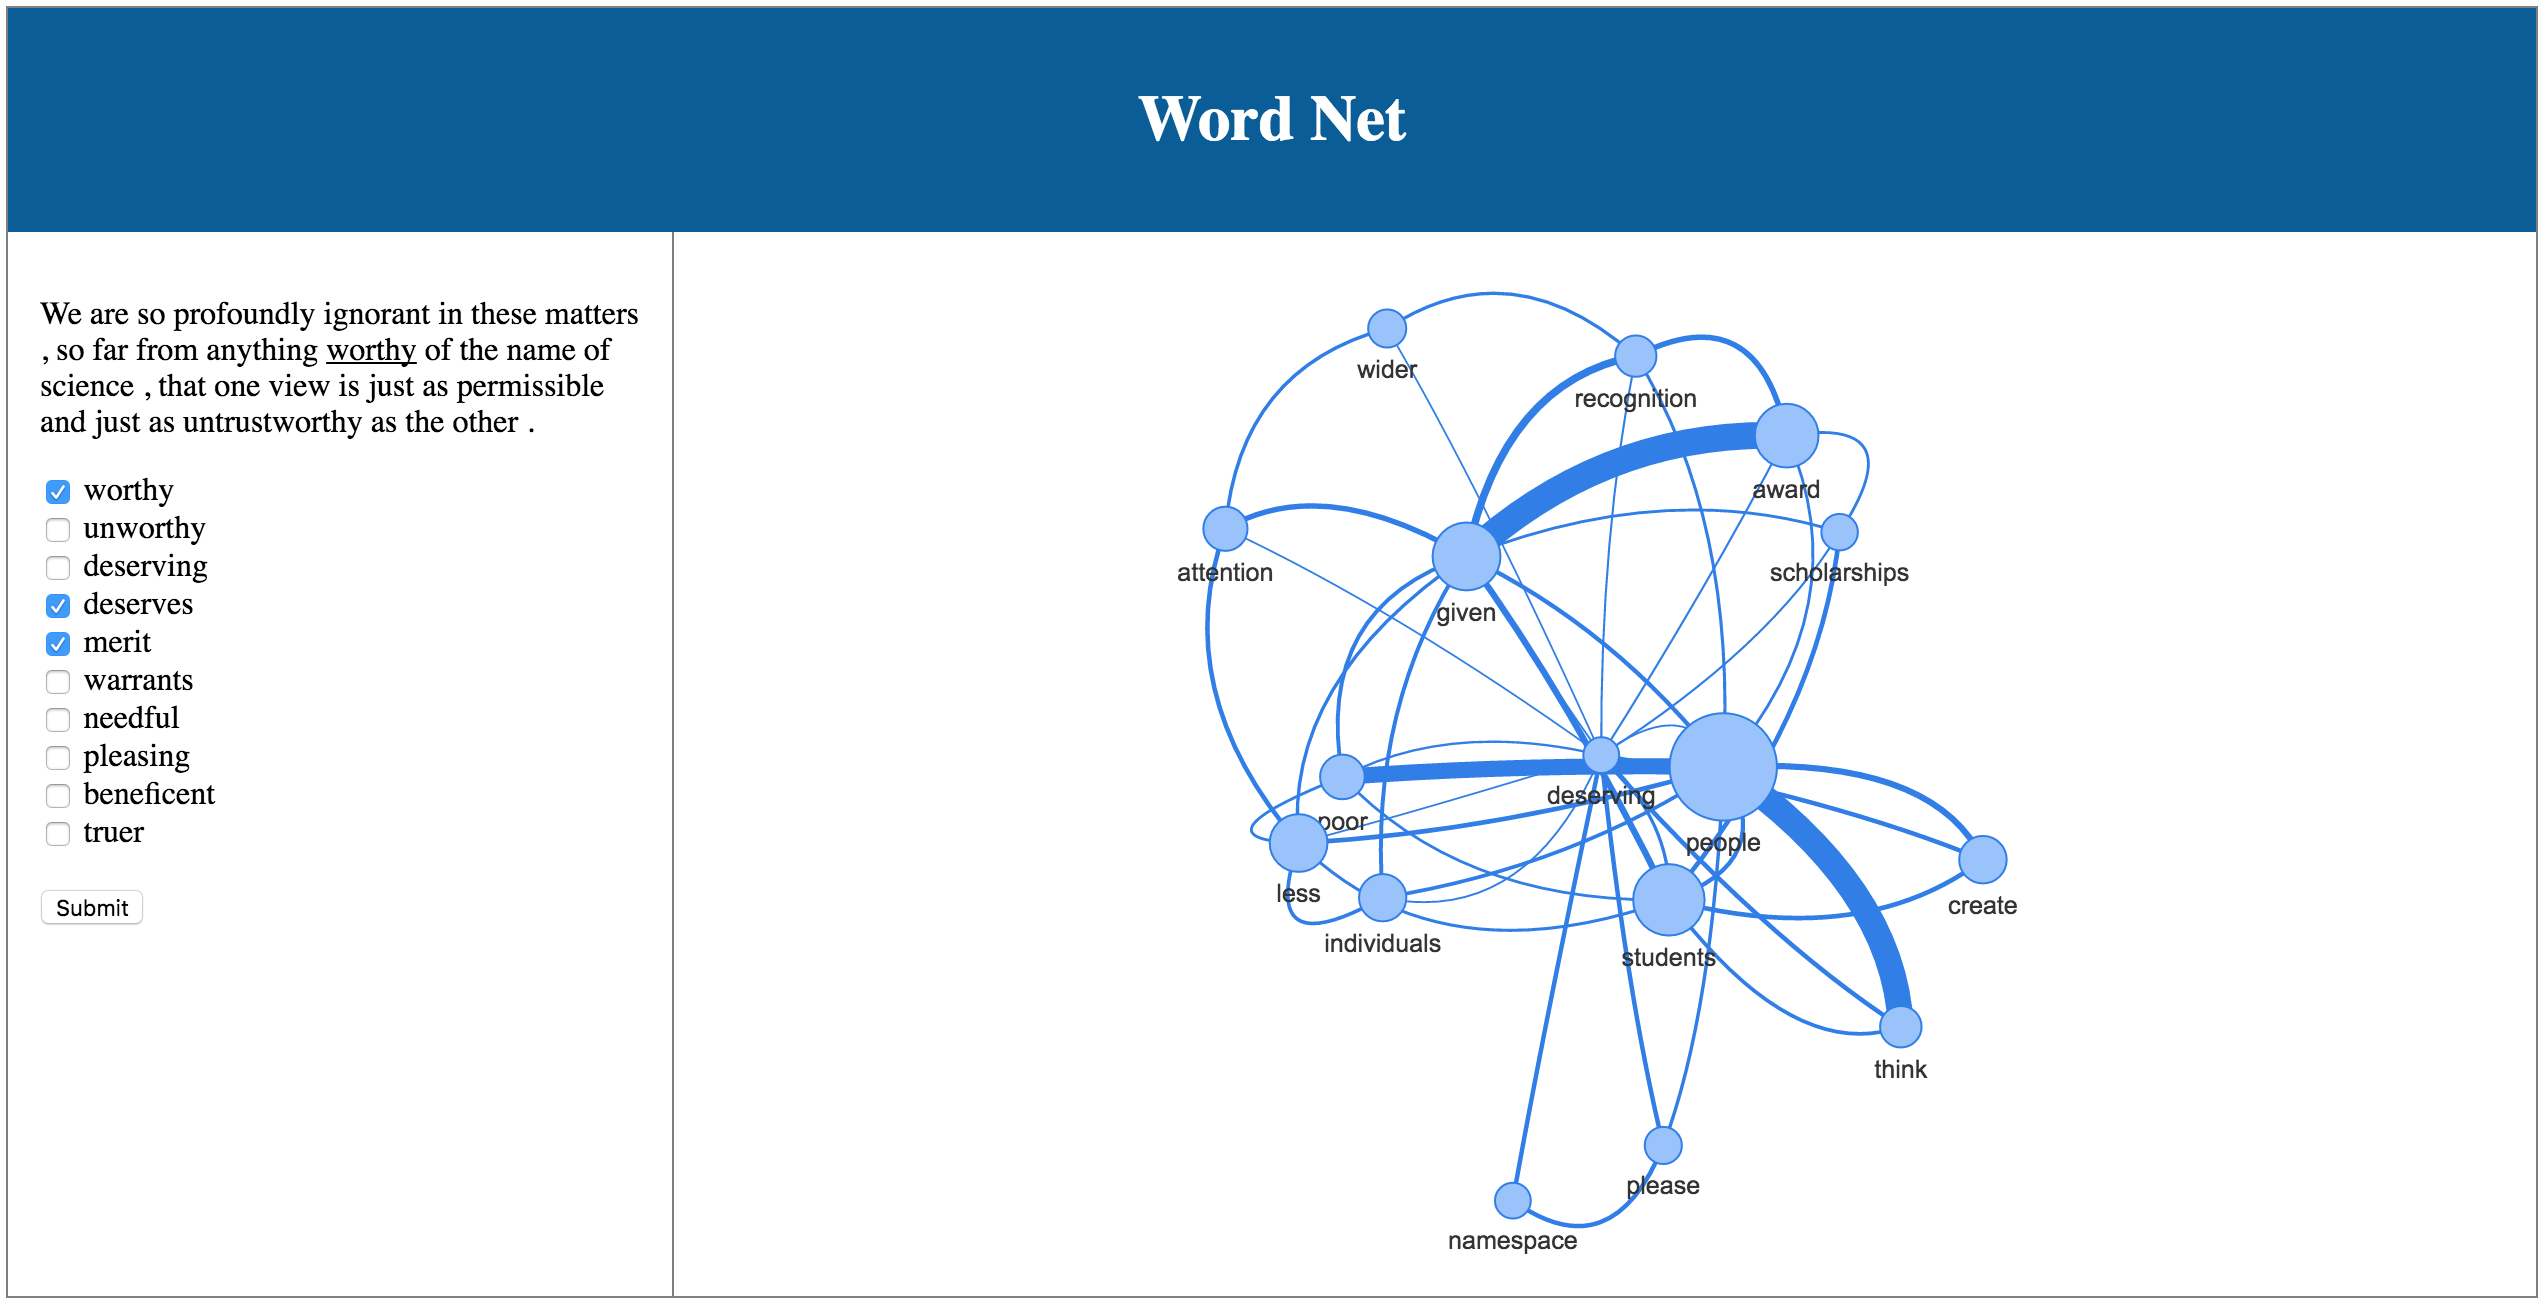 Word Net
We are so profoundly ignorant in these matters
, so far from anything worthy of the name of
science , that one view is just as permissible
and just as untrustworthy as the other .
worthy
unworthy
deserving
deserves
merit
warrants
needful
pleasing
beneficent
truer
Submit
wider
recognition
award
attention
scholarships
given
deserving
poor
people
less
create
individuals
students
think
please
namespace